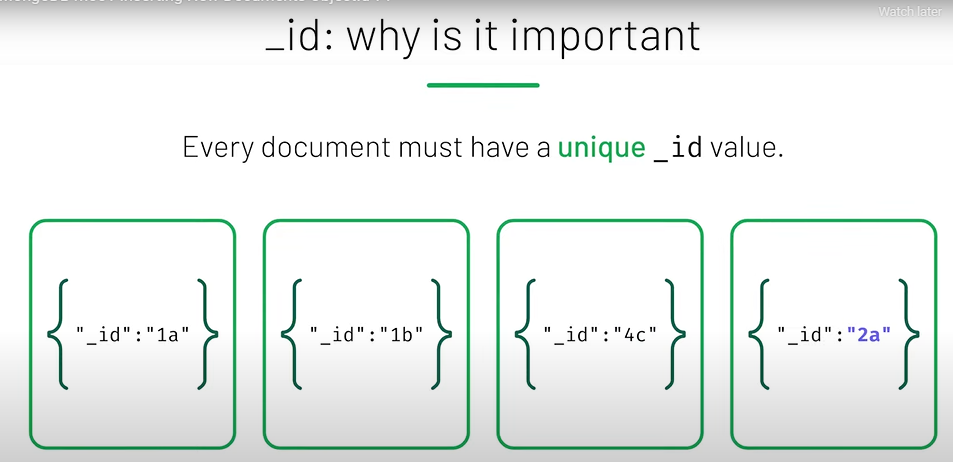 Watch later
_id: why is it important
Every document must have a unique _id value.
{ "_id":"1a" }
{ "_id":"1b" }
{ "_id":"4c" }
{ "_id":"2a" }